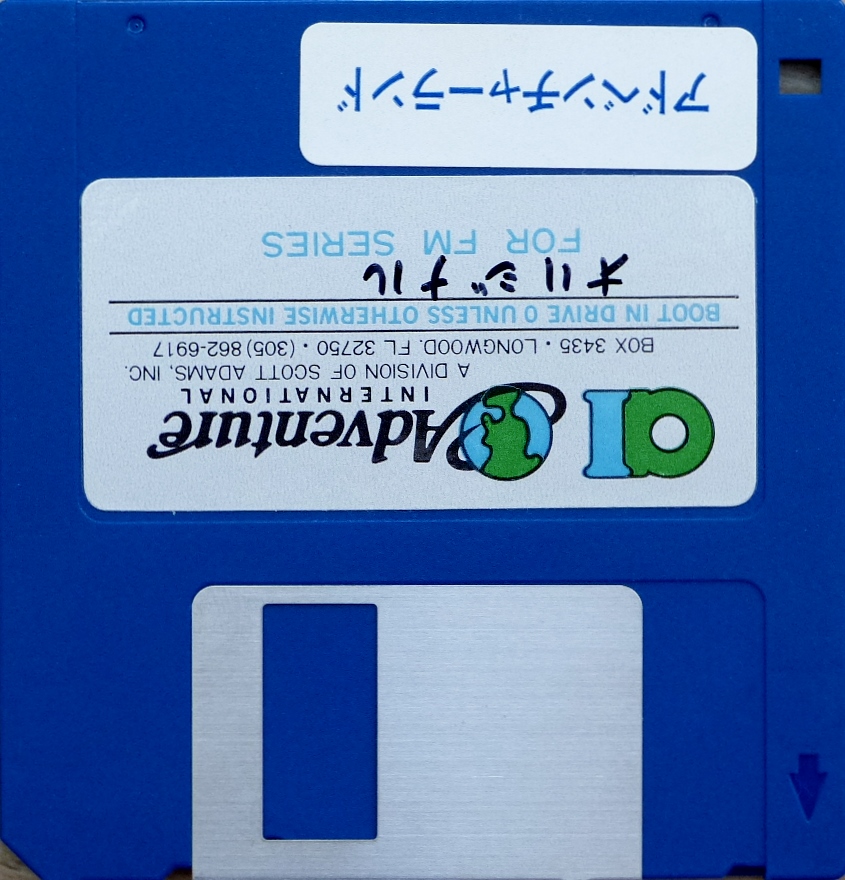 ai Adventure
INTERNATIONAL
A DIVISION OF SCOTT ADAMS, INC.
BOX 3435 • LONGWOOD. FL 32750 • (305) 862-6917
BOOT IN DRIVE 0 UNLESS OTHERWISE INSTRUCTED
オリジナル
FOR FM SERIES
アドベンチャーランド